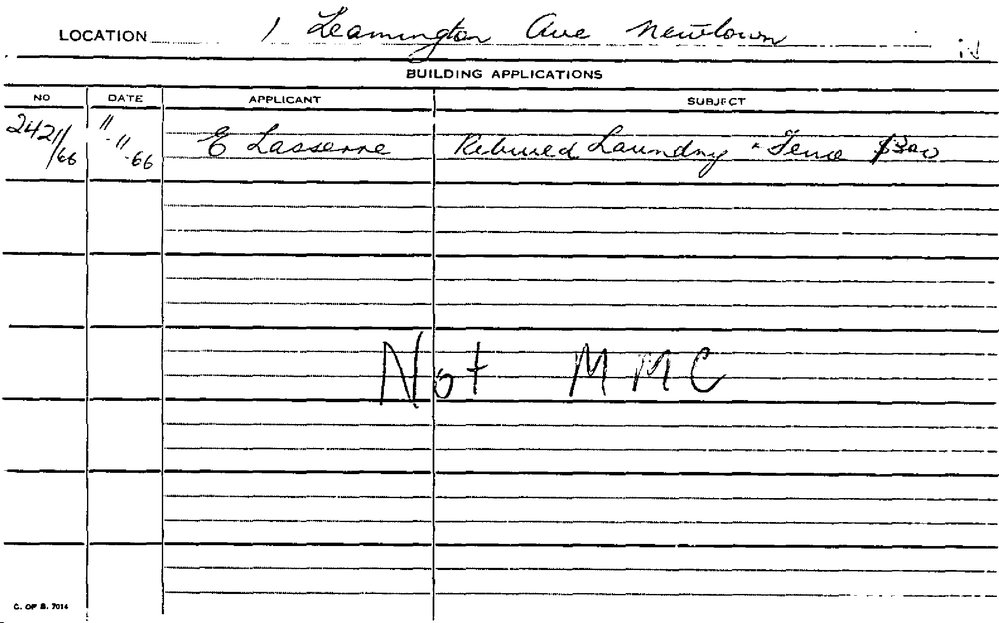 LOCATION 1 Leamington Ave Newtown
BUILDING APPLICATIONS
NO DATE APPLICANT SUBJECT
2421/66 11-11-66 E Lasserre Laundry Fence $300
Not MMC
C. OF S. 7014